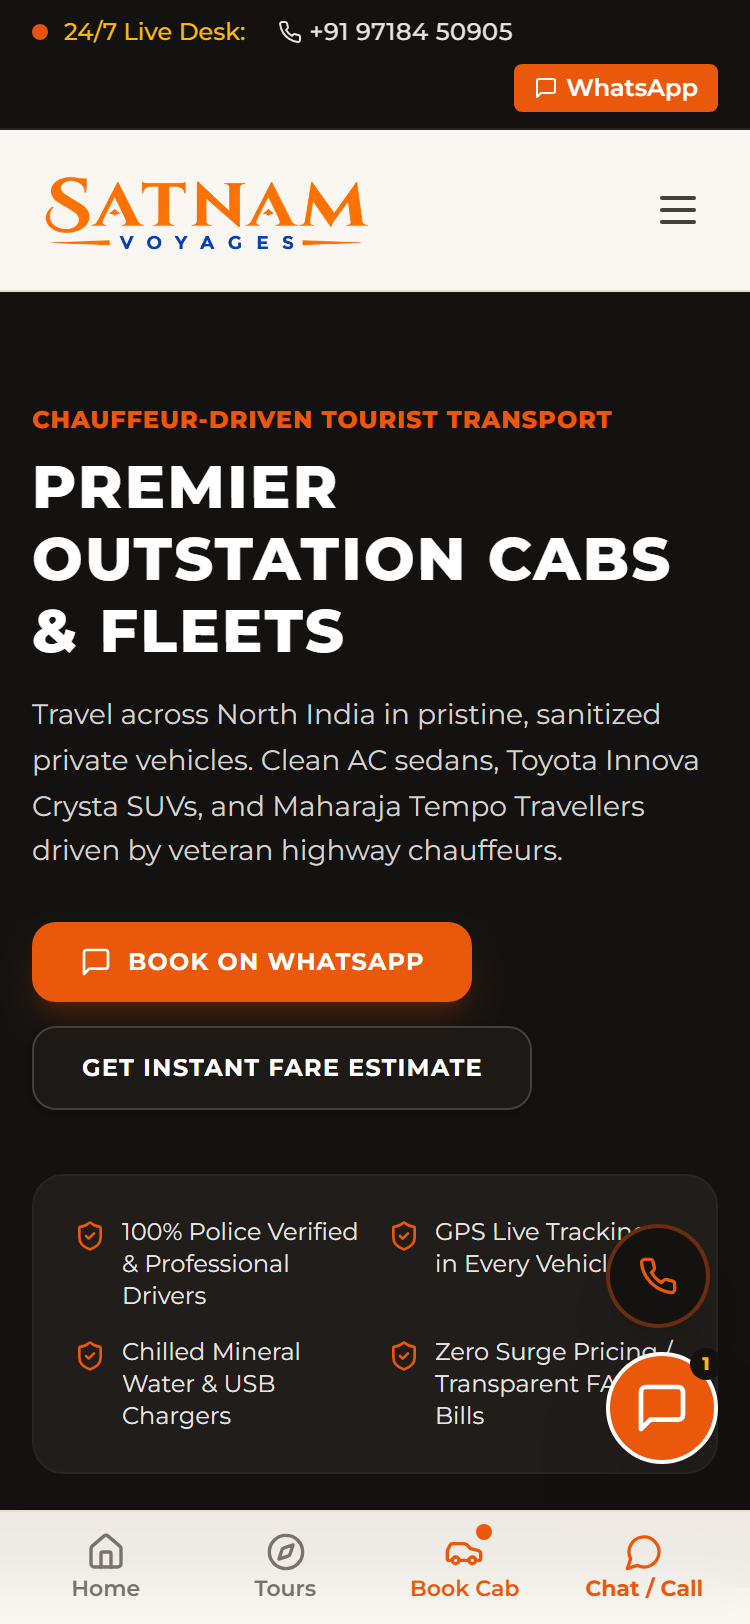 24/7 Live Desk: +91 97184 50905
WhatsApp
SATNAM
VOYAGES
CHAUFFEUR-DRIVEN TOURIST TRANSPORT
PREMIER
OUTSTATION CABS
& FLEETS
Travel across North India in pristine, sanitized
private vehicles. Clean AC sedans, Toyota Innova
Crysta SUVs, and Maharaja Tempo Travellers
driven by veteran highway chauffeurs.
BOOK ON WHATSAPP
GET INSTANT FARE ESTIMATE
100% Police Verified
& Professional
Drivers
GPS Live Tracking
in Every Vehicl
Chilled Mineral
Water & USB
Chargers
Zero Surge Pricing /
Transparent
Bills
1
Home
Tours
Book Cab
Chat / Call